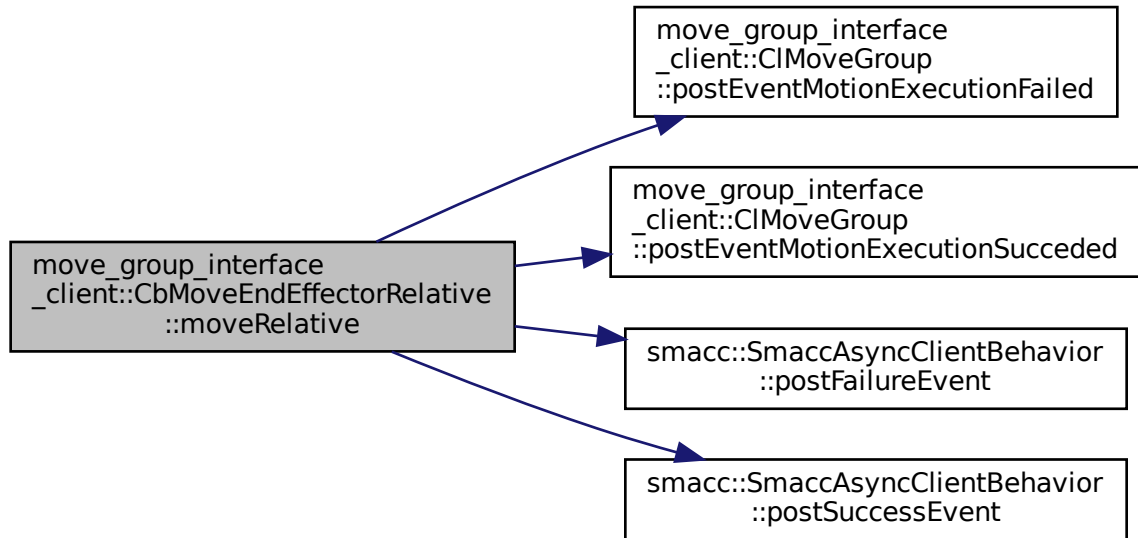 move_group_interface
_client::ClMoveGroup
::postEventMotionExecutionFailed
move_group_interface
_client::ClMoveGroup
::postEventMotionExecutionSucceded
move_group_interface
_client::CbMoveEndEffectorRelative
::moveRelative
smacc::SmaccAsyncClientBehavior
::postFailureEvent
smacc::SmaccAsyncClientBehavior
::postSuccessEvent